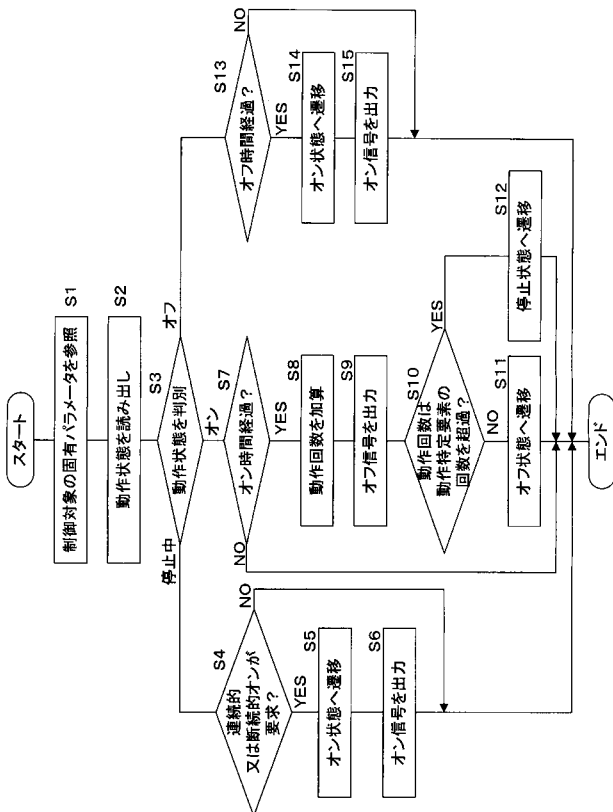 スタート
制御対象の固有パラメータを参照
S1
動作状態を読み出し
S2
動作状態を判別
S3
停止中
オン
オフ
連続的
又は断続的オンが
要求?
S4
NO
YES
オン状態へ遷移
S5
オン信号を出力
S6
オン時間経過?
S7
NO
YES
動作回数を加算
S8
オフ信号を出力
S9
動作回数は
動作特定要素の
回数を超過?
S10
YES
NO
オフ状態へ遷移
S11
停止状態へ遷移
S12
オフ時間経過?
S13
NO
YES
オン状態へ遷移
S14
オン信号を出力
S15
エンド